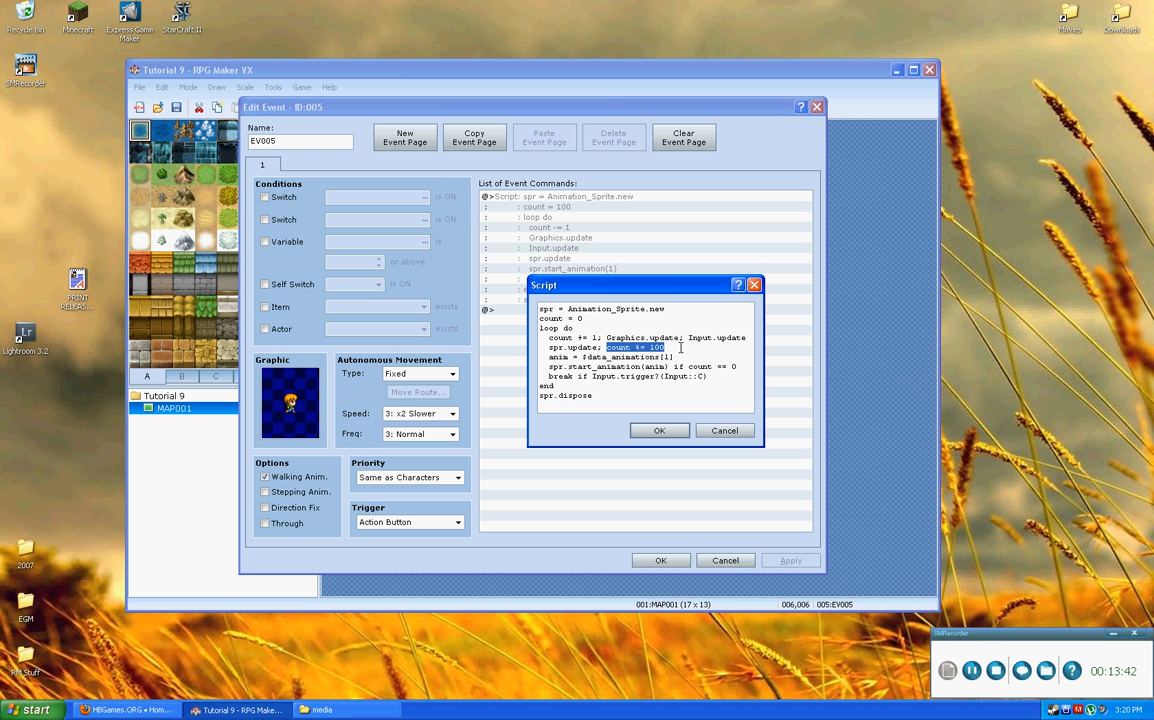 Recycle Bin
Minecraft
Express Game
Maker
StarCraft II
Movies
Downloads
SMRecorder
PRINT
RELEAS...
Lightroom 3.2
2007
EGM
RM Stuff
Tutorial 9 - RPG Maker VX
File Edit Mode Draw Scale Tools Game Help
Edit Event - ID:005
Name:
EV005
New
Event Page
Copy
Event Page
Paste
Event Page
Delete
Event Page
Clear
Event Page
1
Conditions
Switch ... is ON
Switch ... is ON
Variable ... is
or above
Self Switch is ON
Item exists
Actor exists
Graphic
Autonomous Movement
Type: Fixed
Move Route...
Speed: 3: x2 Slower
Freq: 3: Normal
Options
Walking Anim.
Stepping Anim.
Direction Fix
Through
Priority
Same as Characters
Trigger
Action Button
List of Event Commands:
@>Script: spr = Animation_Sprite.new
: : count = 100
: : loop do
: : count -= 1
: : Graphics.update
: : Input.update
: : spr.update
: : spr.start_animation(1)
@>
Script
spr = Animation_Sprite.new
count = 0
loop do
count += 1; Graphics.update; Input.update
spr.update; count %= 100
anim = $data_animations[1]
spr.start_animation(anim) if count == 0
break if Input.trigger?(Input::C)
end
spr.dispose
OK Cancel
OK Cancel Apply
A B C
Tutorial 9
MAP001
001:MAP001 (17 x 13) 006,006 005:EV005
SMRecorder
00:13:42
start
HBGames.ORG • Hom...
Tutorial 9 - RPG Make...
media
3:20 PM